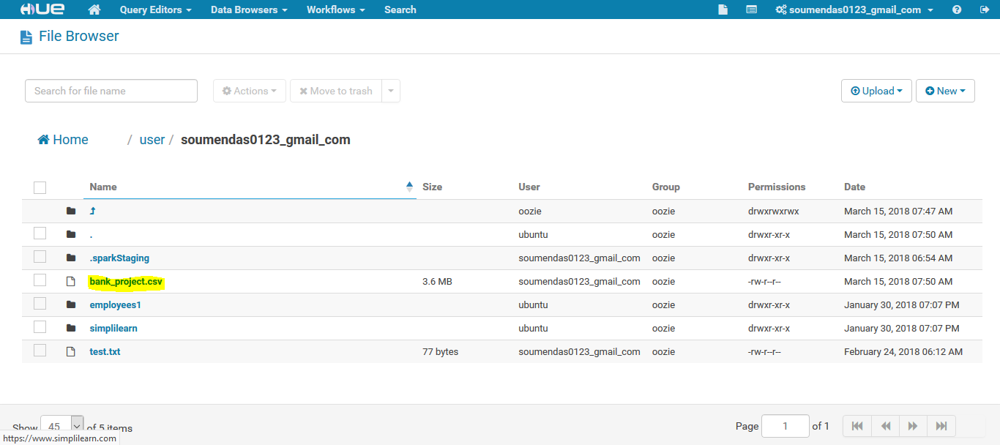 HUE Query Editors Data Browsers Workflows Search soumendas0123_gmail_com
File Browser
Search for file name Actions Move to trash Upload New
Home / user / soumendas0123_gmail_com
Name Size User Group Permissions Date
oozie oozie drwxrwxrwx March 15, 2018 07:47 AM
. ubuntu oozie drwxr-xr-x March 15, 2018 07:50 AM
.sparkStaging soumendas0123_gmail_com oozie drwxr-xr-x March 15, 2018 06:54 AM
bank_project.csv 3.6 MB soumendas0123_gmail_com oozie -rw-r--r-- March 15, 2018 07:50 AM
employees1 ubuntu oozie drwxr-xr-x January 30, 2018 07:07 PM
simplilearn ubuntu oozie drwxr-xr-x January 30, 2018 07:07 PM
test.txt 77 bytes soumendas0123_gmail_com oozie -rw-r--r-- February 24, 2018 06:12 AM
Show 45 of 5 items Page 1 of 1
https://www.simplilearn.com